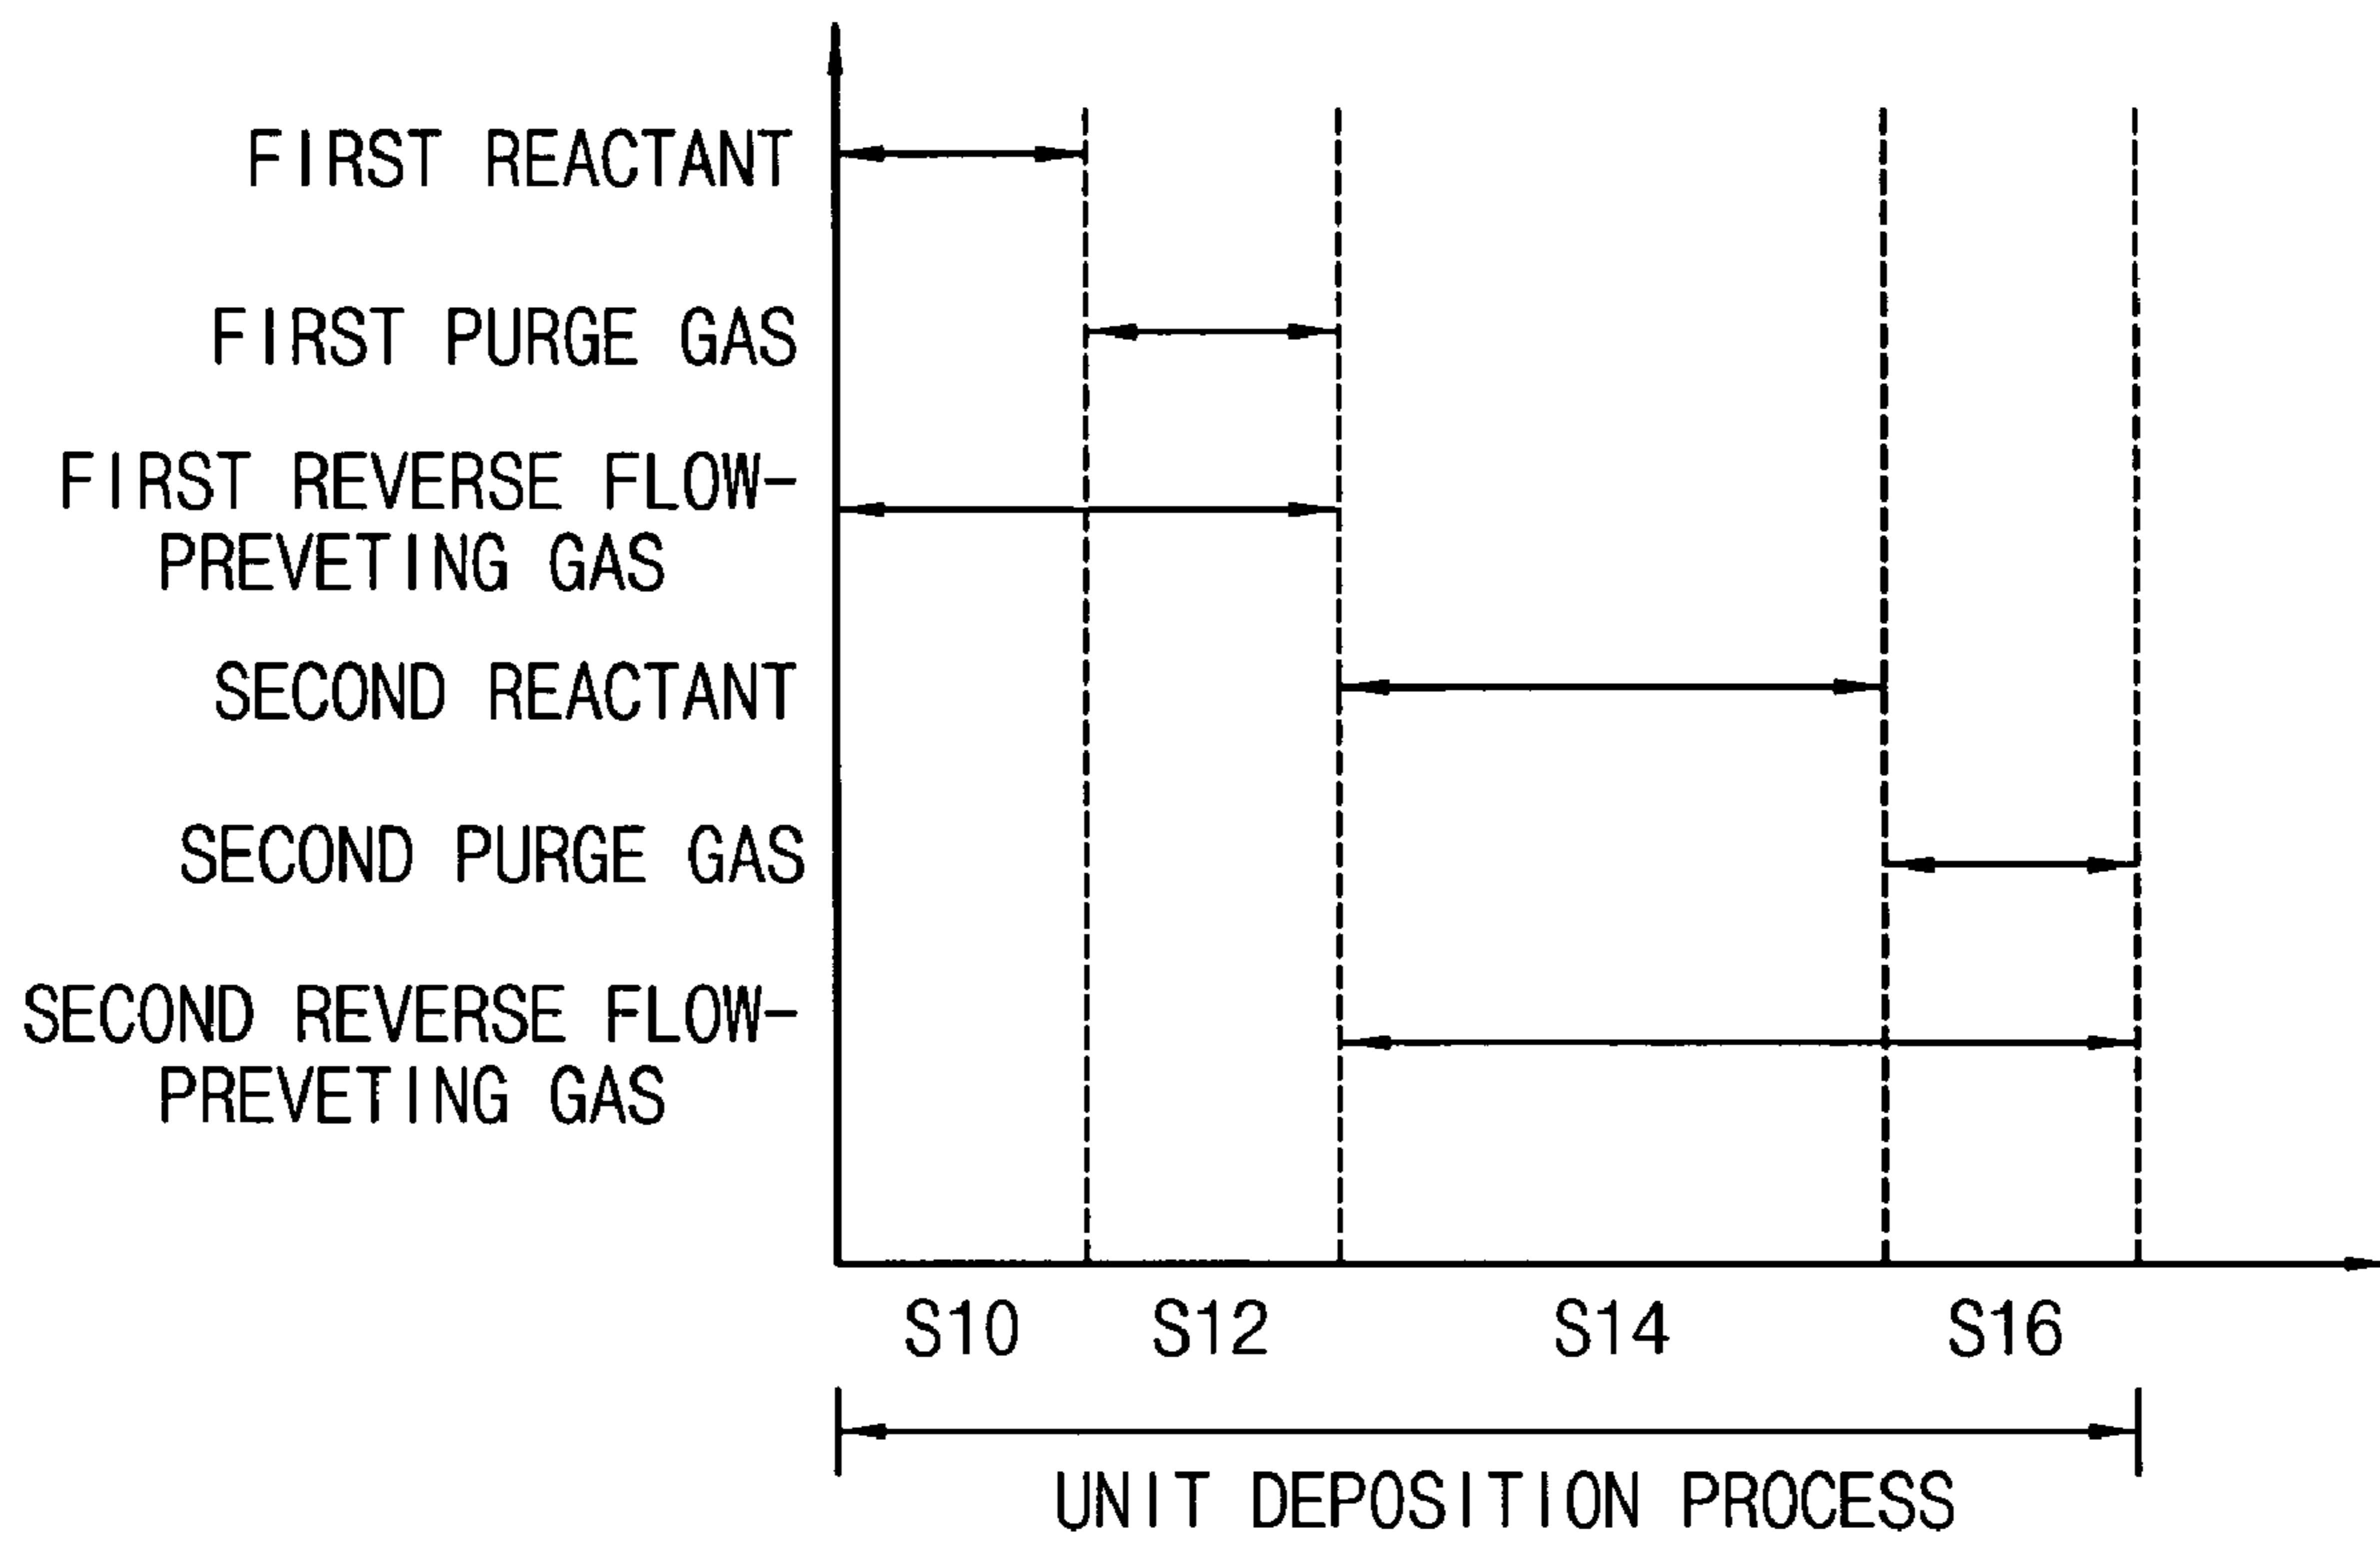 FIRST REACTANT
FIRST PURGE GAS
FIRST REVERSE FLOW-
PREVETING GAS
SECOND REACTANT
SECOND PURGE GAS
SECOND REVERSE FLOW-
PREVETING GAS
S10 S12 S14 S16
UNIT DEPOSITION PROCESS